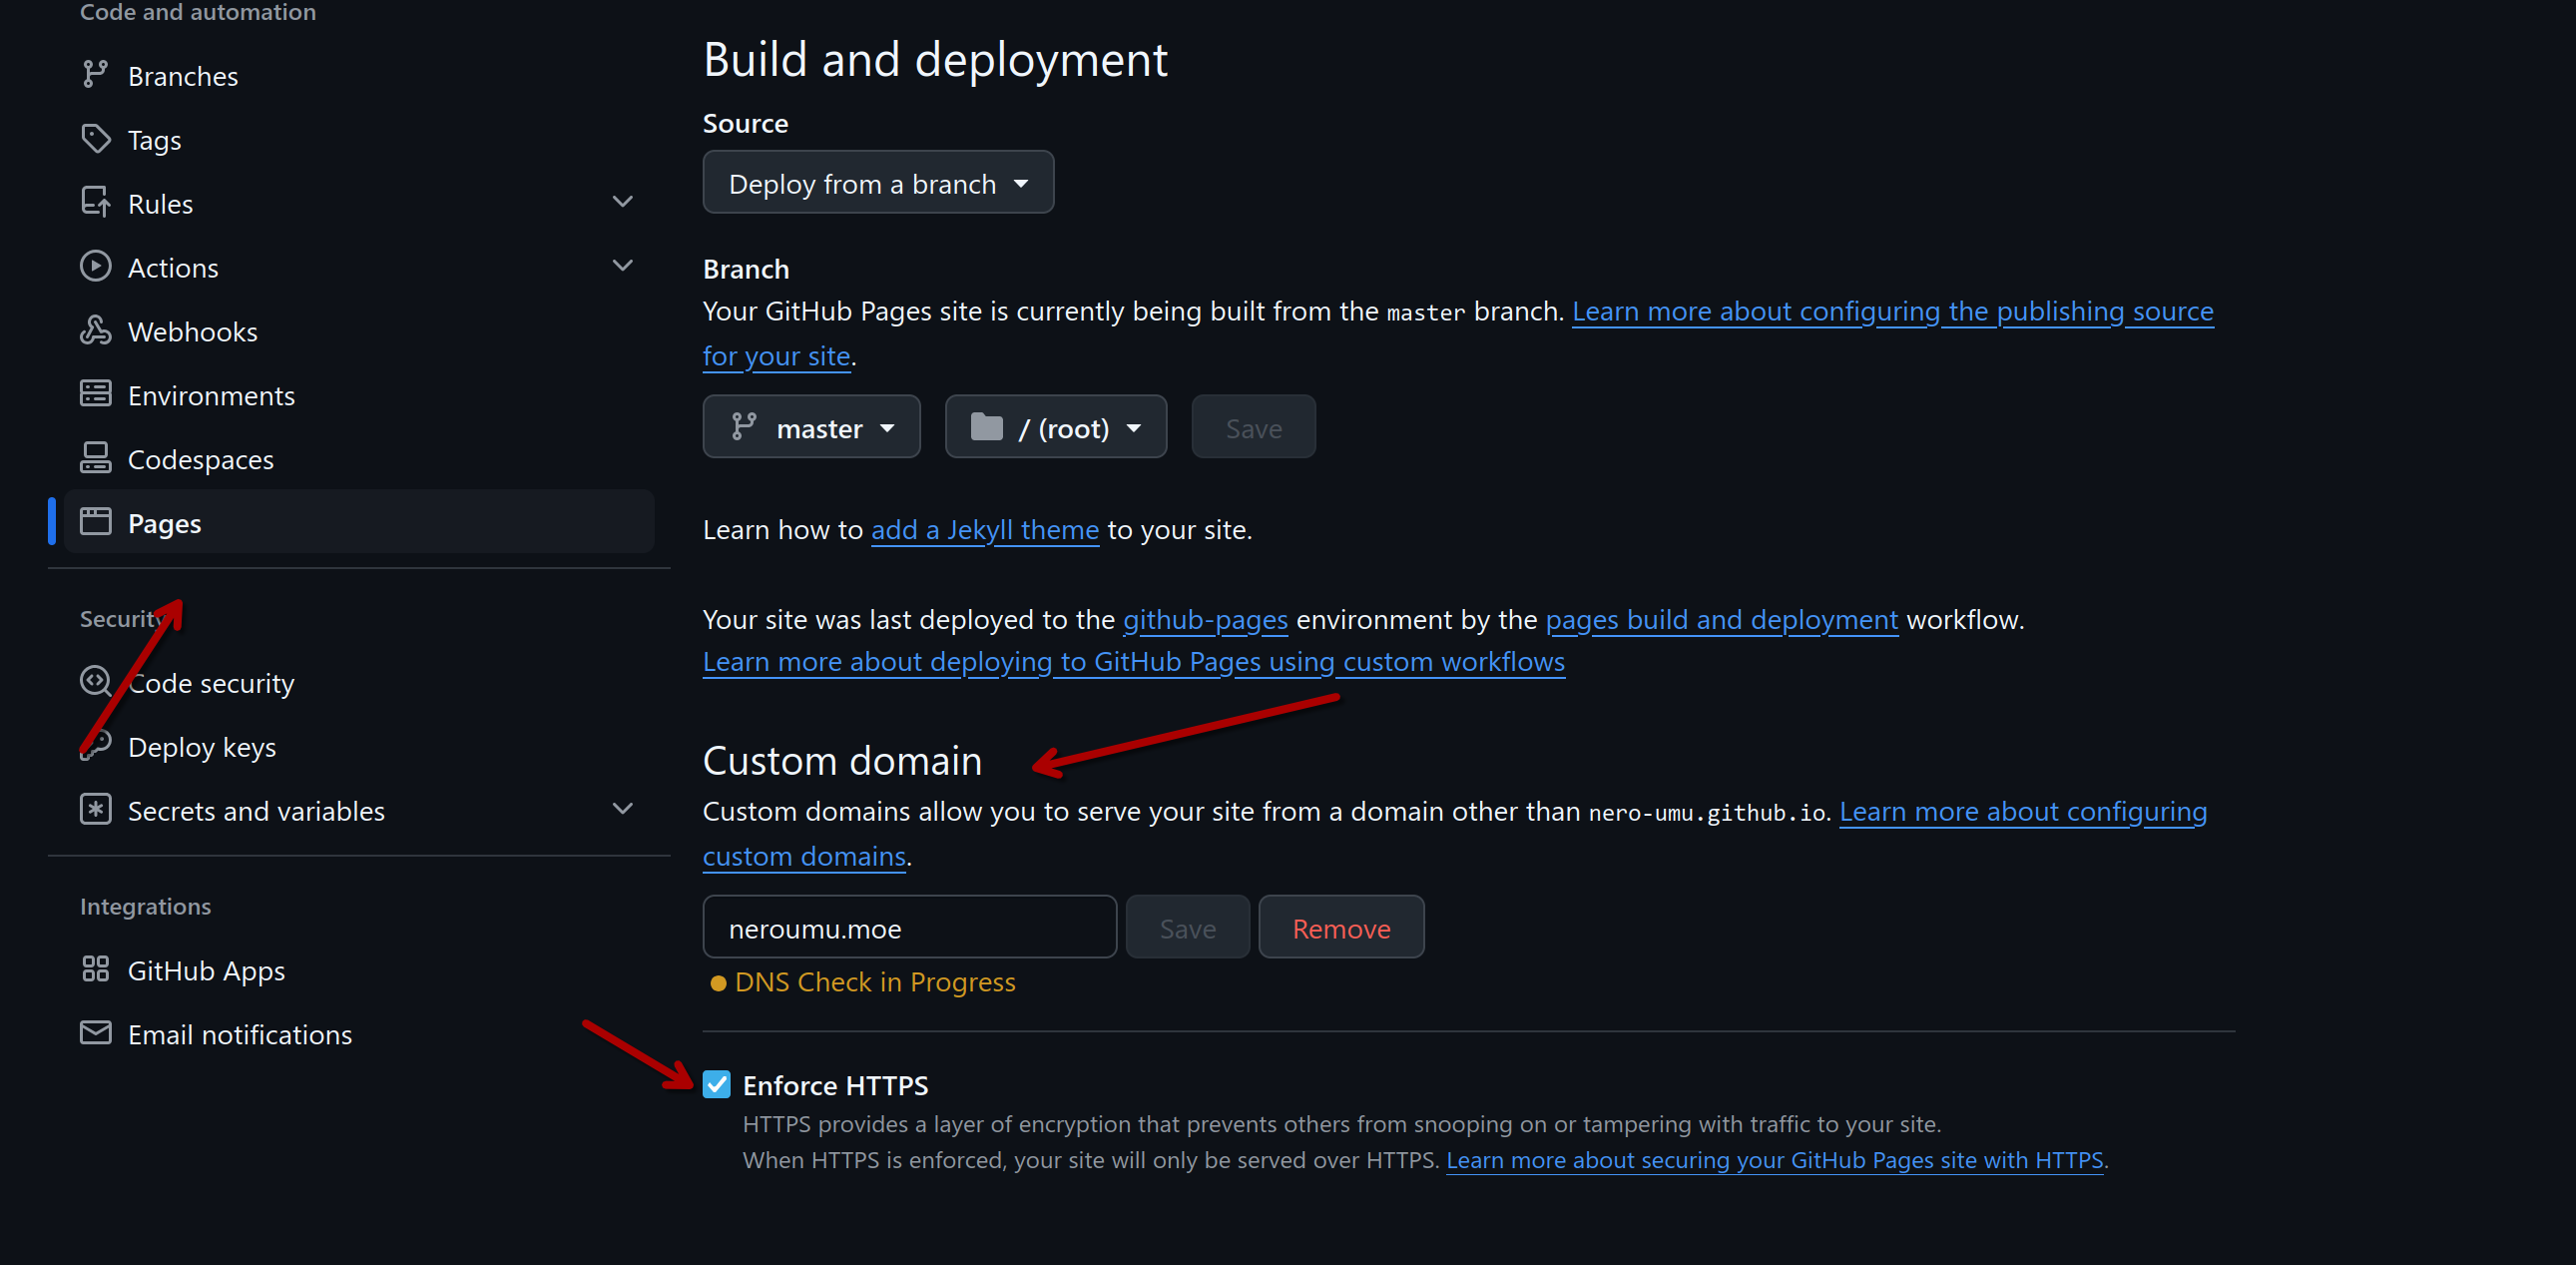 Code and automation
Branches
Tags
Rules
Actions
Webhooks
Environments
Codespaces
Pages
Security
Code security
Deploy keys
Secrets and variables
Integrations
GitHub Apps
Email notifications
Build and deployment
Source
Deploy from a branch
Branch
Your GitHub Pages site is currently being built from the master branch. Learn more about configuring the publishing source
for your site.
master / (root) Save
Learn how to add a Jekyll theme to your site.
Your site was last deployed to the github-pages environment by the pages build and deployment workflow.
Learn more about deploying to GitHub Pages using custom workflows
Custom domain
Custom domains allow you to serve your site from a domain other than nero-umu.github.io. Learn more about configuring
custom domains.
neroumu.moe Save Remove
DNS Check in Progress
Enforce HTTPS
HTTPS provides a layer of encryption that prevents others from snooping on or tampering with traffic to your site.
When HTTPS is enforced, your site will only be served over HTTPS. Learn more about securing your GitHub Pages site with HTTPS.